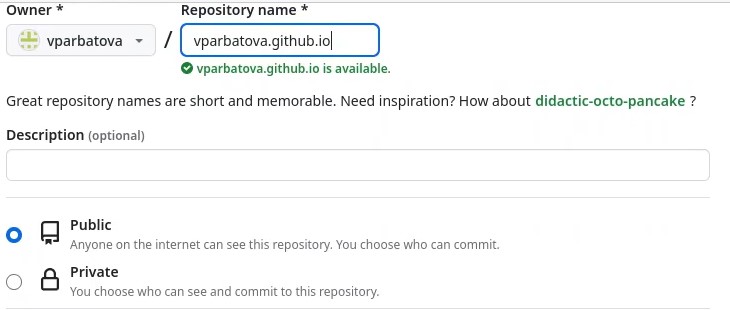 Owner * Repository name *
vparbatova / vparbatova.github.io
vparbatova.github.io is available.
Great repository names are short and memorable. Need inspiration? How about didactic-octo-pancake ?
Description (optional)
Public
Anyone on the internet can see this repository. You choose who can commit.
Private
You choose who can see and commit to this repository.